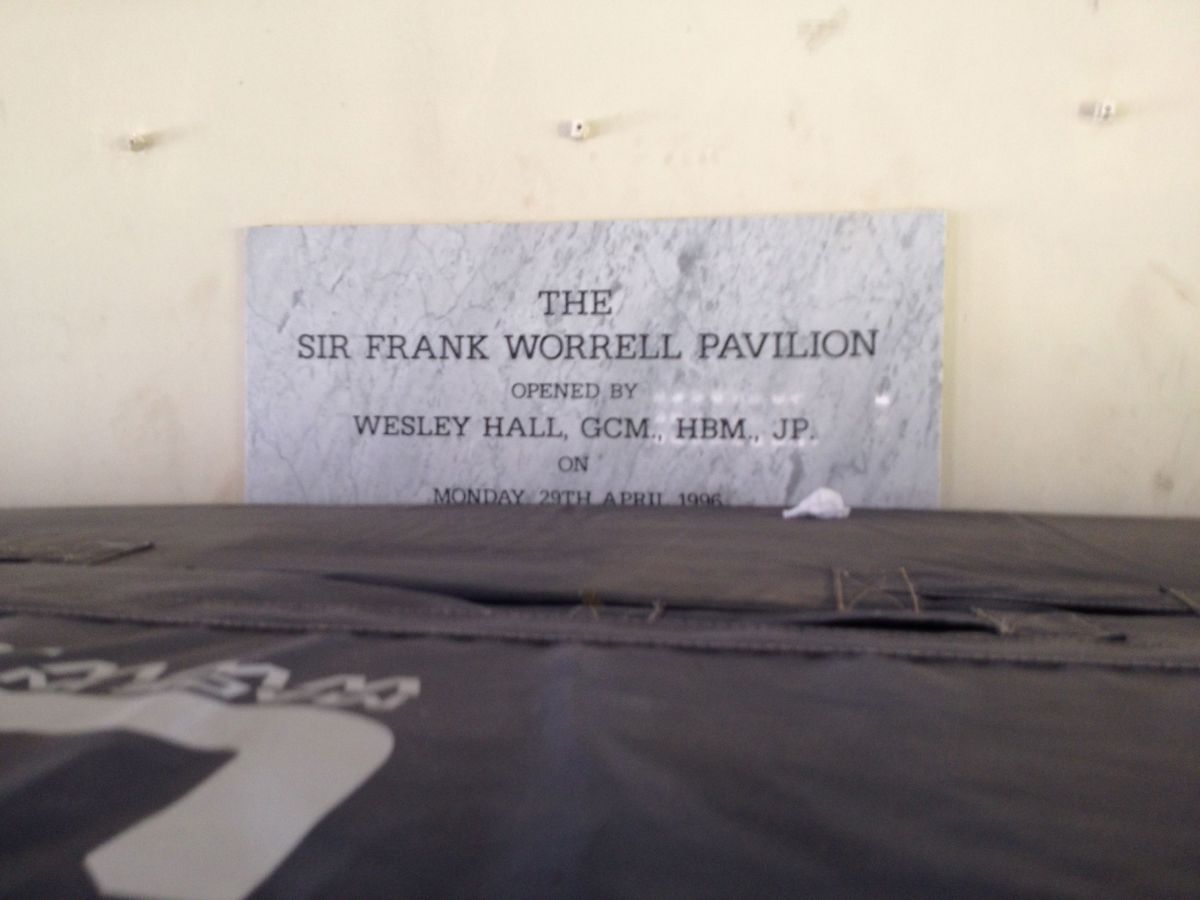 THE
SIR FRANK WORRELL PAVILION
OPENED BY
WESLEY HALL, GCM., HBM., JP.
ON
MONDAY 29TH APRIL 1996